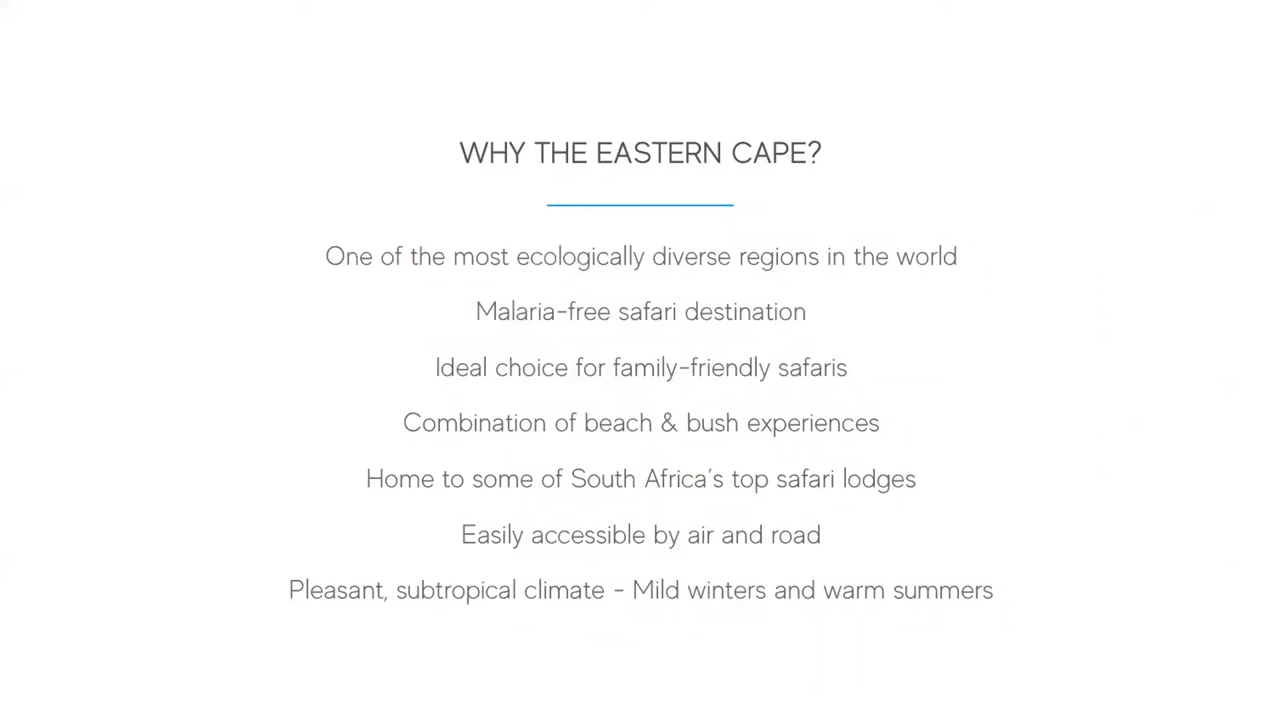 WHY THE EASTERN CAPE?
One of the most ecologically diverse regions in the world
Malaria-free safari destination
Ideal choice for family-friendly safaris
Combination of beach & bush experiences
Home to some of South Africa's top safari lodges
Easily accessible by air and road
Pleasant, subtropical climate - Mild winters and warm summers